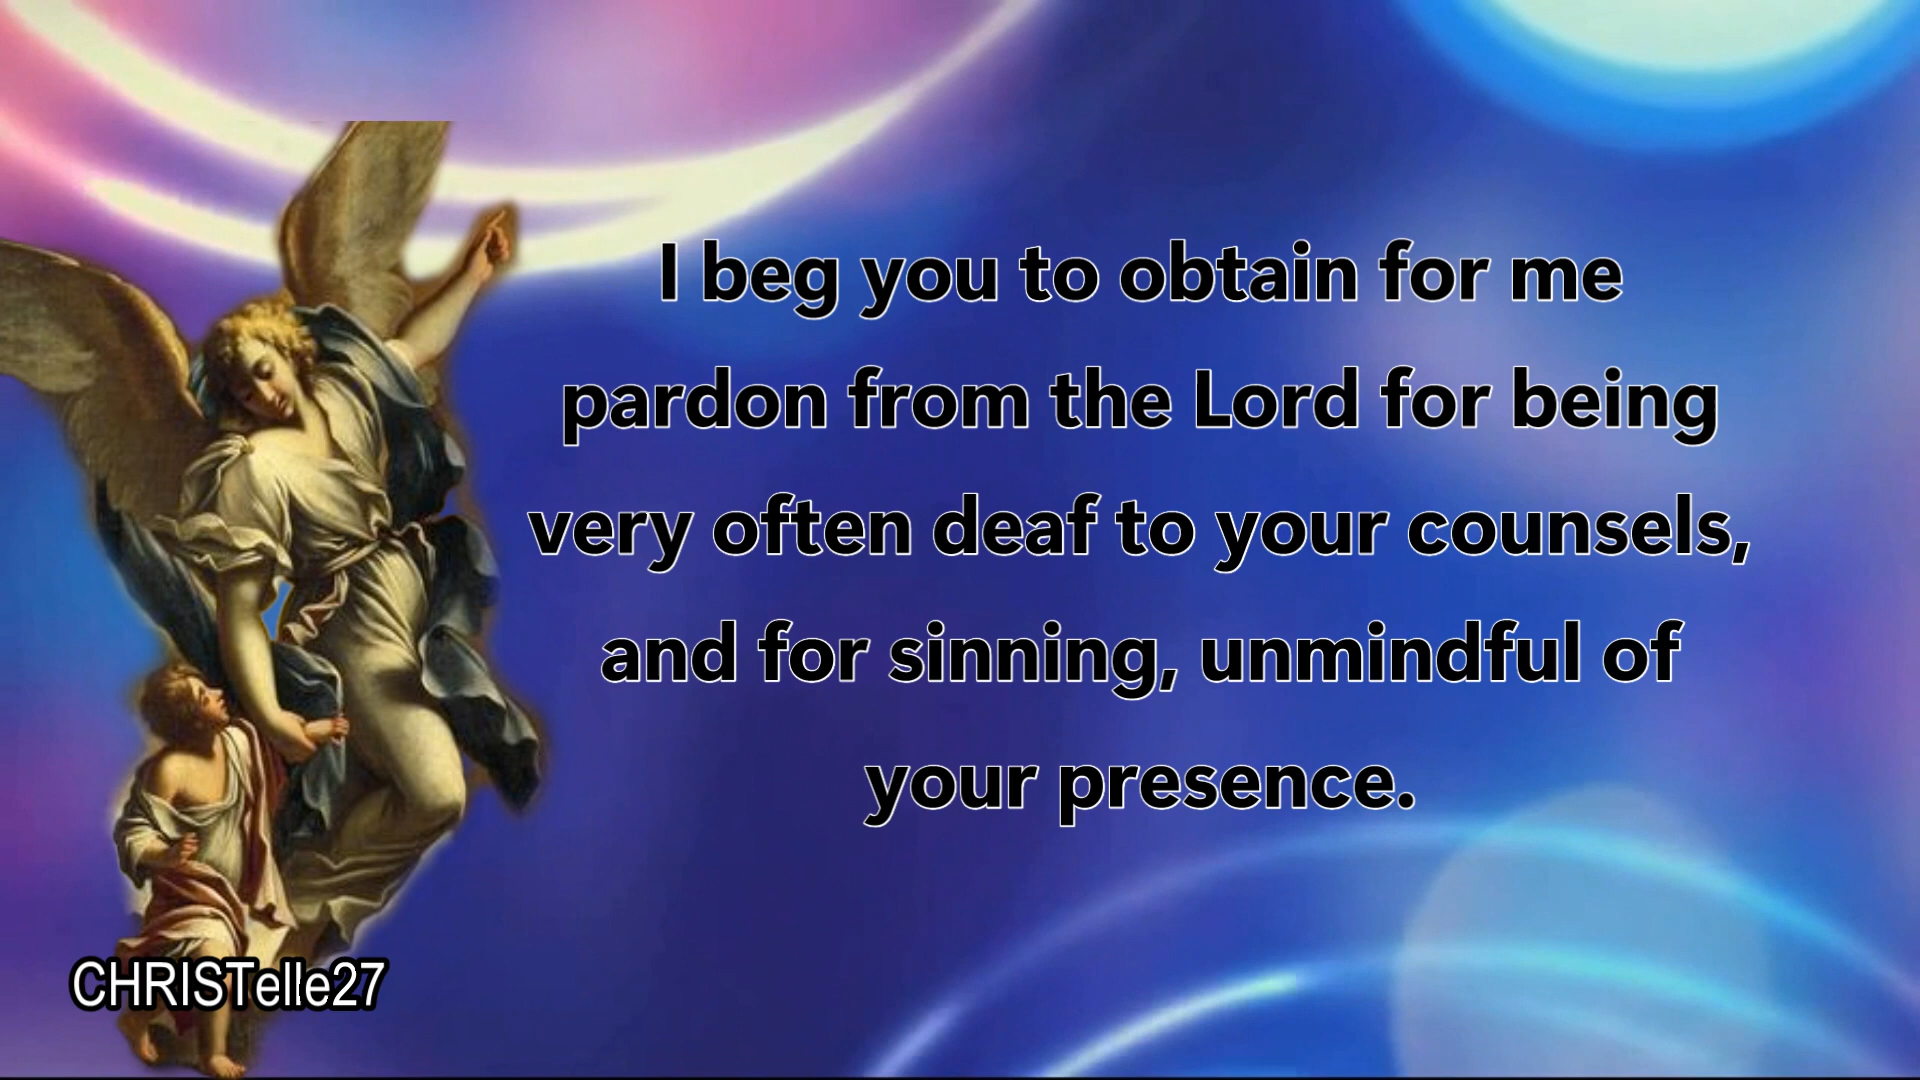 I beg you to obtain for me
pardon from the Lord for being
very often deaf to your counsels,
and for sinning, unmindful of
your presence.
CHRISTelle27